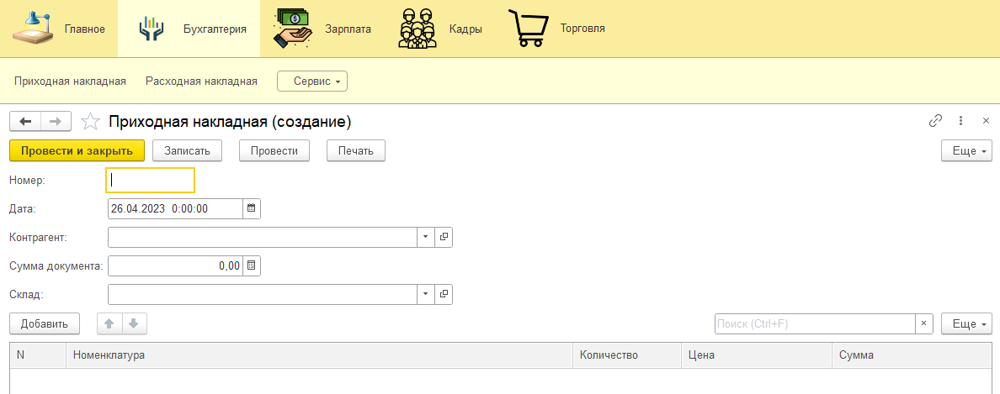 Главное Бухгалтерия Зарплата Кадры Торговля
Приходная накладная Расходная накладная Сервис
Приходная накладная (создание)
Провести и закрыть Записать Провести Печать Еще
Номер:
Дата: 26.04.2023 0:00:00
Контрагент:
Сумма документа: 0,00
Склад:
Добавить Поиск (Ctrl+F) × Еще
N Номенклатура Количество Цена Сумма